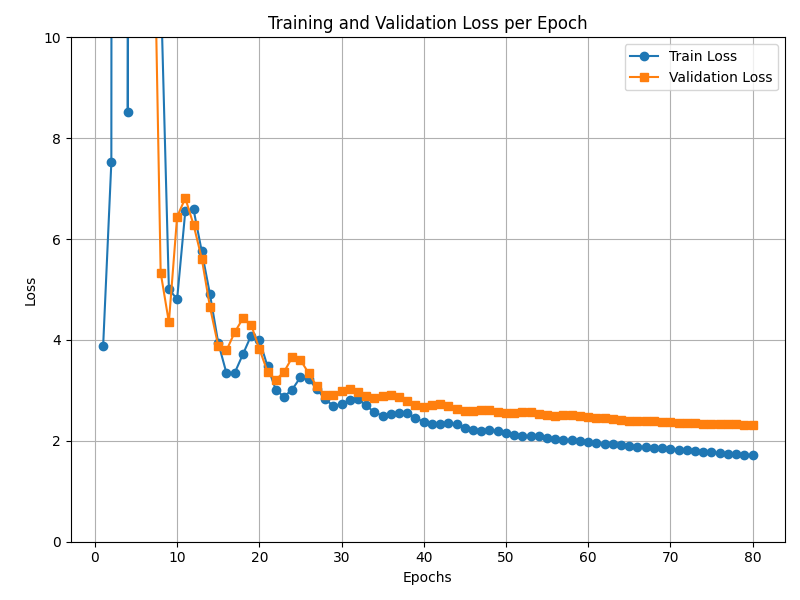 Training and Validation Loss per Epoch
Train Loss
Validation Loss
10
8
6
4
2
0
Loss
0 10 20 30 40 50 60 70 80
Epochs